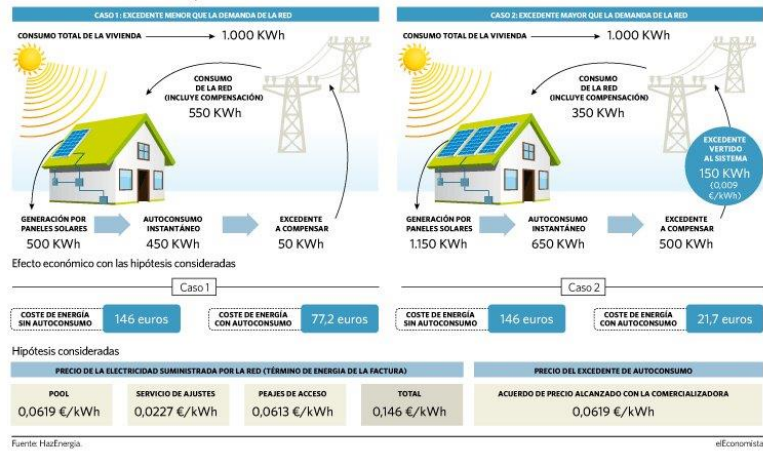 CASO 1: EXCEDENTE MENOR QUE LA DEMANDA DE LA RED
CONSUMO TOTAL DE LA VIVIENDA
1.000 KWh
CONSUMO
DE LA RED
(INCLUYE COMPENSACIÓN)
550 KWh
GENERACIÓN POR
PANELES SOLARES
500 KWh
AUTOCONSUMO
INSTANTÁNEO
450 KWh
EXCEDENTE
A COMPENSAR
50 KWh
CASO 2: EXCEDENTE MAYOR QUE LA DEMANDA DE LA RED
CONSUMO TOTAL DE LA VIVIENDA
1.000 KWh
CONSUMO
DE LA RED
(INCLUYE COMPENSACIÓN)
350 KWh
EXCEDENTE
VERTIDO
AL SISTEMA
150 KWh
(0,009
€/kWh)
GENERACIÓN POR
PANELES SOLARES
1.150 KWh
AUTOCONSUMO
INSTANTÁNEO
650 KWh
EXCEDENTE
A COMPENSAR
500 KWh
Efecto económico con las hipótesis consideradas
Caso 1
COSTE DE ENERGÍA
SIN AUTOCONSUMO
146 euros
COSTE DE ENERGÍA
CON AUTOCONSUMO
77,2 euros
Caso 2
COSTE DE ENERGÍA
SIN AUTOCONSUMO
146 euros
COSTE DE ENERGÍA
CON AUTOCONSUMO
21,7 euros
Hipótesis consideradas
PRECIO DE LA ELECTRICIDAD SUMINISTRADA POR LA RED (TÉRMINO DE ENERGIA DE LA FACTURA)
POOL
0,0619 €/kWh
SERVICIO DE AJUSTES
0,0227 €/kWh
PEAJES DE ACCESO
0,0613 €/kWh
TOTAL
0,146 €/kWh
PRECIO DEL EXCEDENTE DE AUTOCONSUMO
ACUERDO DE PRECIO ALCANZADO CON LA COMERCIALIZADORA
0,0619 €/kWh
Fuente: HazEnergía.
elEconomista